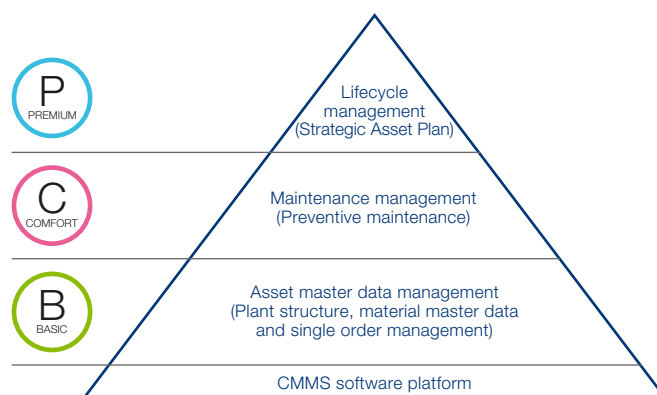 P
PREMIUM
Lifecycle
management
(Strategic Asset Plan)
C
COMFORT
Maintenance management
(Preventive maintenance)
B
BASIC
Asset master data management
(Plant structure, material master data
and single order management)
CMMS software platform